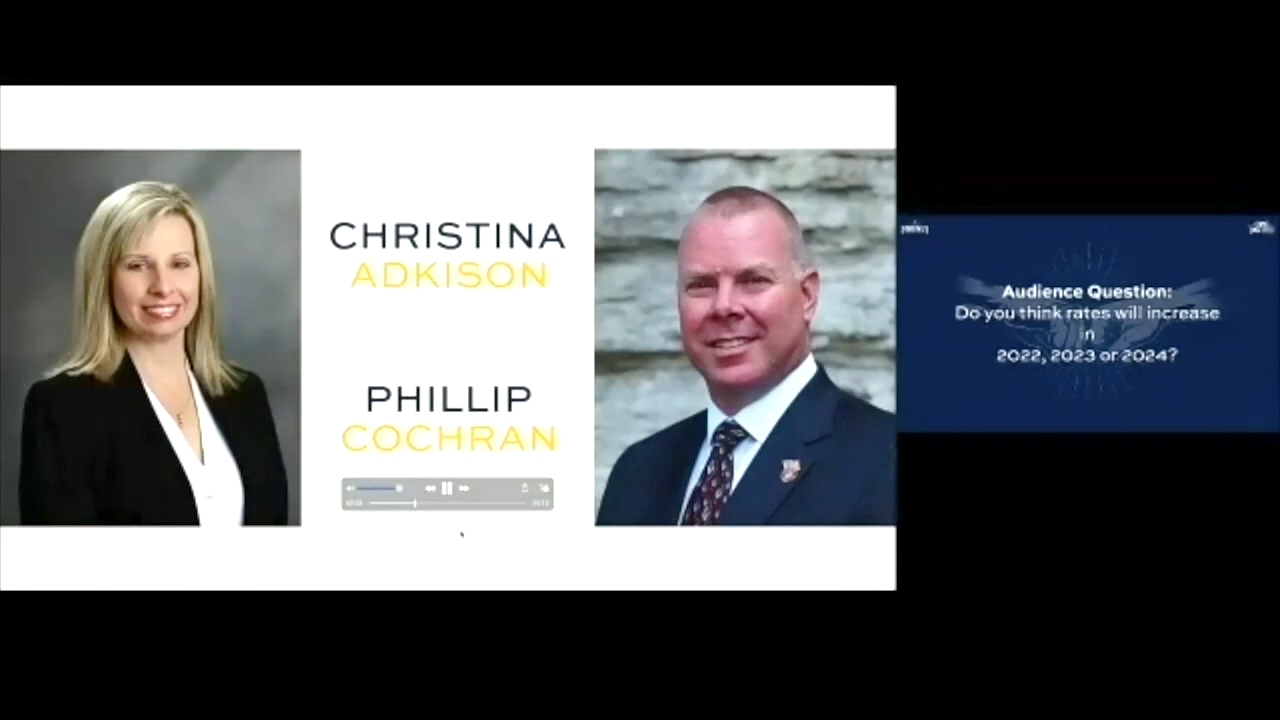 CHRISTINA
ADKISON
PHILLIP
COCHRAN
Audience Question:
Do you think rates will increase
in
2022, 2023 or 2024?